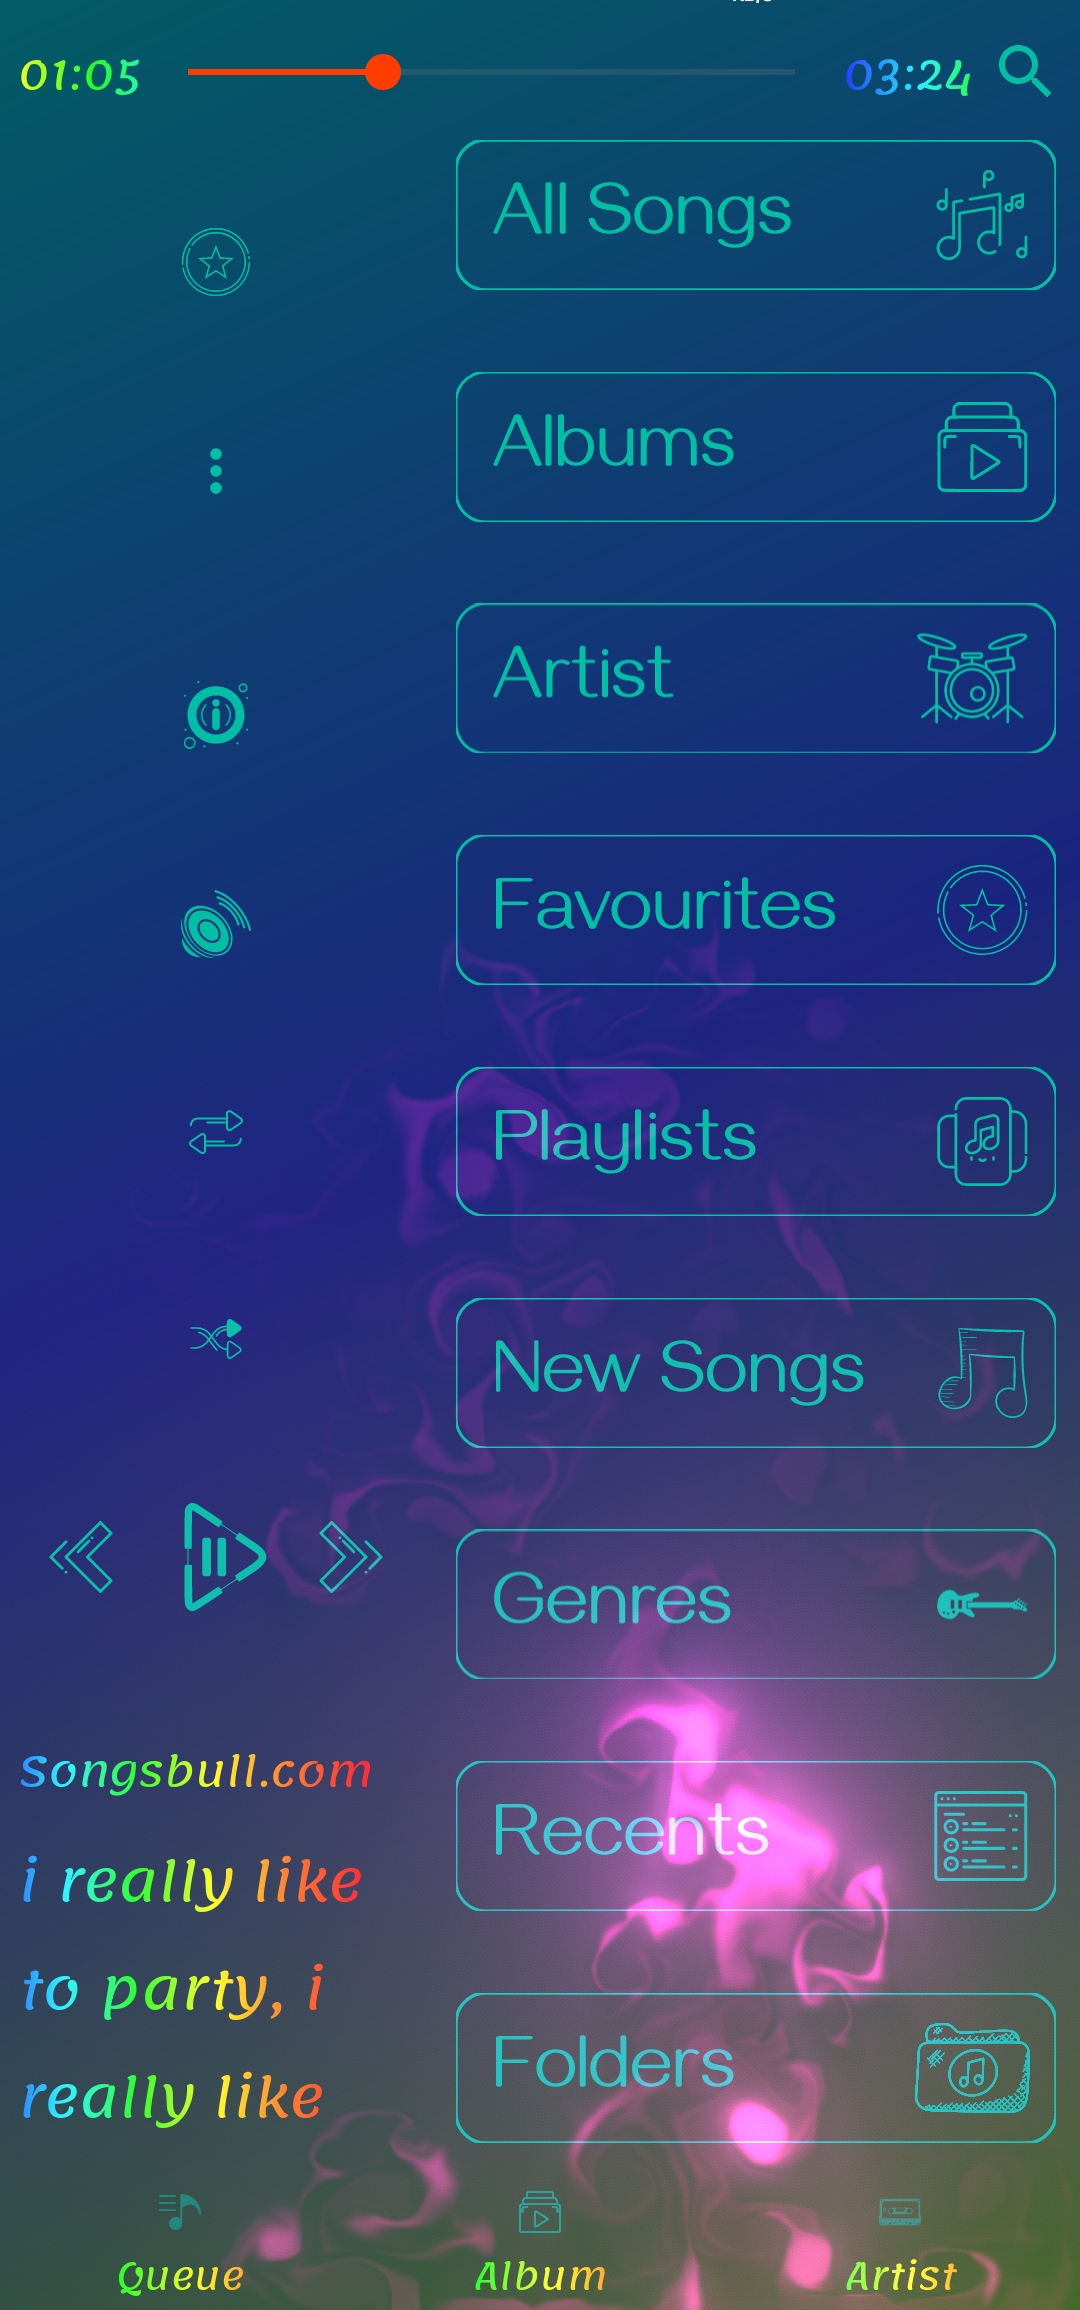 01:05
03:24
All Songs
Albums
Artist
Favourites
Playlists
New Songs
Genres
Recents
Folders
Songsbull.com
i really like
to party, i
really like
Queue
Album
Artist